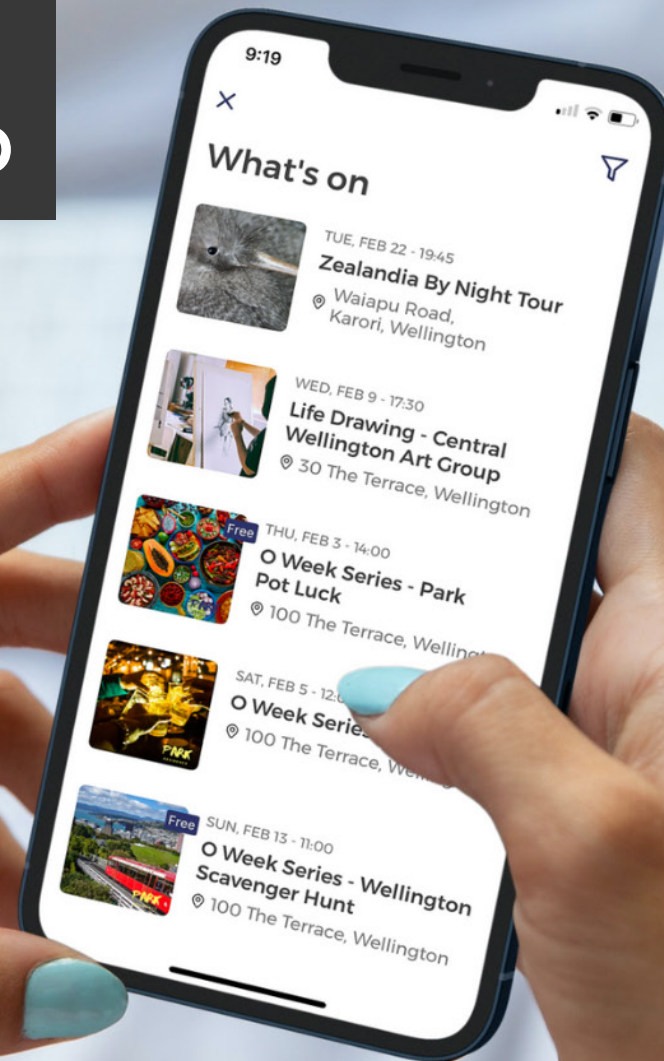 9:19
What's on
TUE, FEB 22 - 19:45
Zealandia By Night Tour
Waiapu Road,
Karori, Wellington
WED, FEB 9 - 17:30
Life Drawing - Central
Wellington Art Group
30 The Terrace, Wellington
Free
THU, FEB 3 - 14:00
O Week Series - Park
Pot Luck
100 The Terrace,
SAT, FEB 5
O Week
100 The Terrace,
PARK
Free
SUN, FEB 13 - 11:00
O Week Series - Wellington
Scavenger Hunt
100 The Terrace, Wellington
PARK